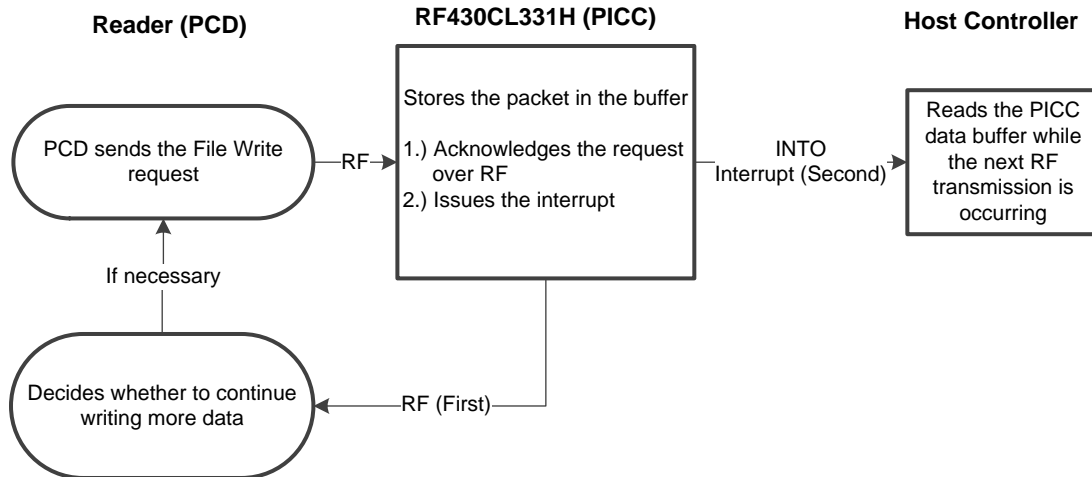 Reader (PCD)
RF430CL331H (PICC)
Host Controller
PCD sends the File Write
request
RF
Stores the packet in the buffer
1.) Acknowledges the request
over RF
2.) Issues the interrupt
INTO
Interrupt (Second)
Reads the PICC
data buffer while
the next RF
transmission is
occurring
If necessary
Decides whether to continue
writing more data
RF (First)